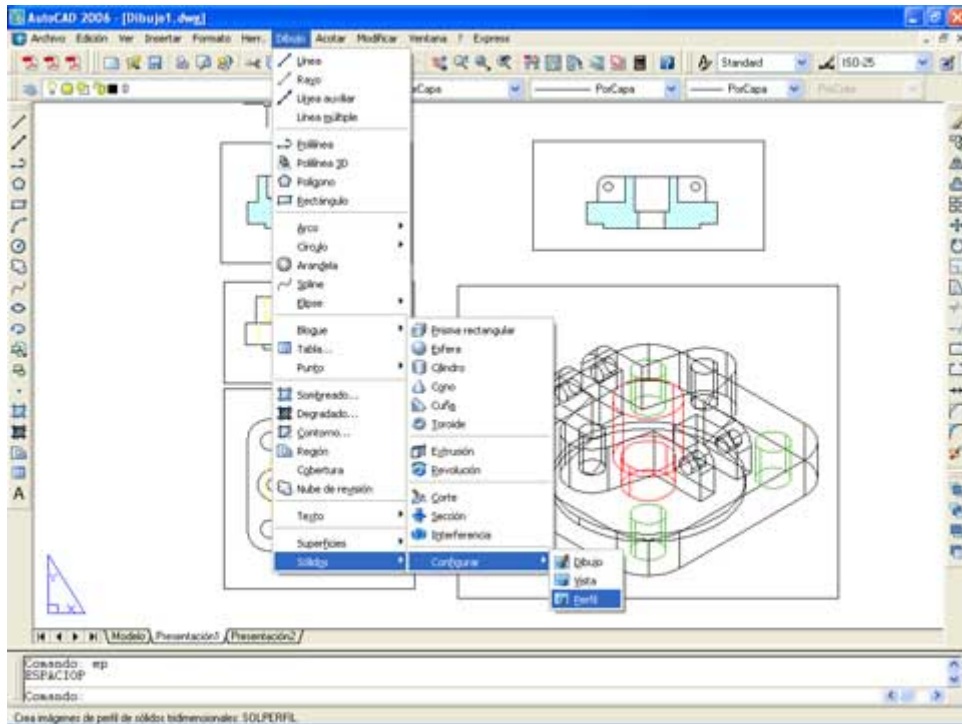 AutoCAD 2006 - [Dibujo1.dwg]
Archivo Edición Ver Insertar Formato Herr. Dibujo Acotar Modificar Ventana ? Express
Standard ISO-25
0 PorCapa PorCapa PorColor
Línea
Rayo
Línea auxiliar
Línea múltiple
Polilínea
Polilínea 3D
Polígono
Rectángulo
Arco
Círculo
Arandela
Spline
Elipse
Bloque
Tabla...
Punto
Sombreado...
Degradado...
Contorno...
Región
Cobertura
Nube de revisión
Texto
Superficies
Sólidos
Prisma rectangular
Esfera
Cilindro
Cono
Cuña
Toroide
Extrusión
Revolución
Corte
Sección
Interferencia
Configurar
Dibujo
Vista
Perfil
Y
X
A
Modelo Presentación1 Presentación2
Comando: mp
ESPACIOP
Comando:
Crea imágenes de perfil de sólidos tridimensionales: SOLPERFIL